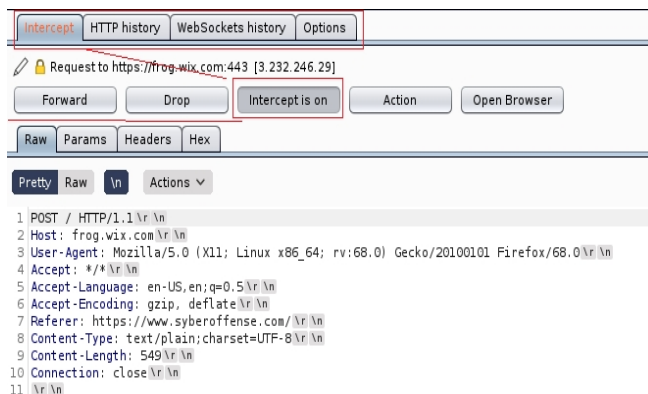 Intercept HTTP history WebSockets history Options
Request to https://frog.wix.com:443 [3.232.246.29]
Forward Drop Intercept is on Action Open Browser
Raw Params Headers Hex
Pretty Raw \n Actions
1 POST / HTTP/1.1 \r \n
2 Host: frog.wix.com \r \n
3 User-Agent: Mozilla/5.0 (X11; Linux x86_64; rv:68.0) Gecko/20100101 Firefox/68.0 \r \n
4 Accept: */* \r \n
5 Accept-Language: en-US,en;q=0.5 \r \n
6 Accept-Encoding: gzip, deflate \r \n
7 Referer: https://www.syberoffense.com/ \r \n
8 Content-Type: text/plain;charset=UTF-8 \r \n
9 Content-Length: 549 \r \n
10 Connection: close \r \n
11 \r \n